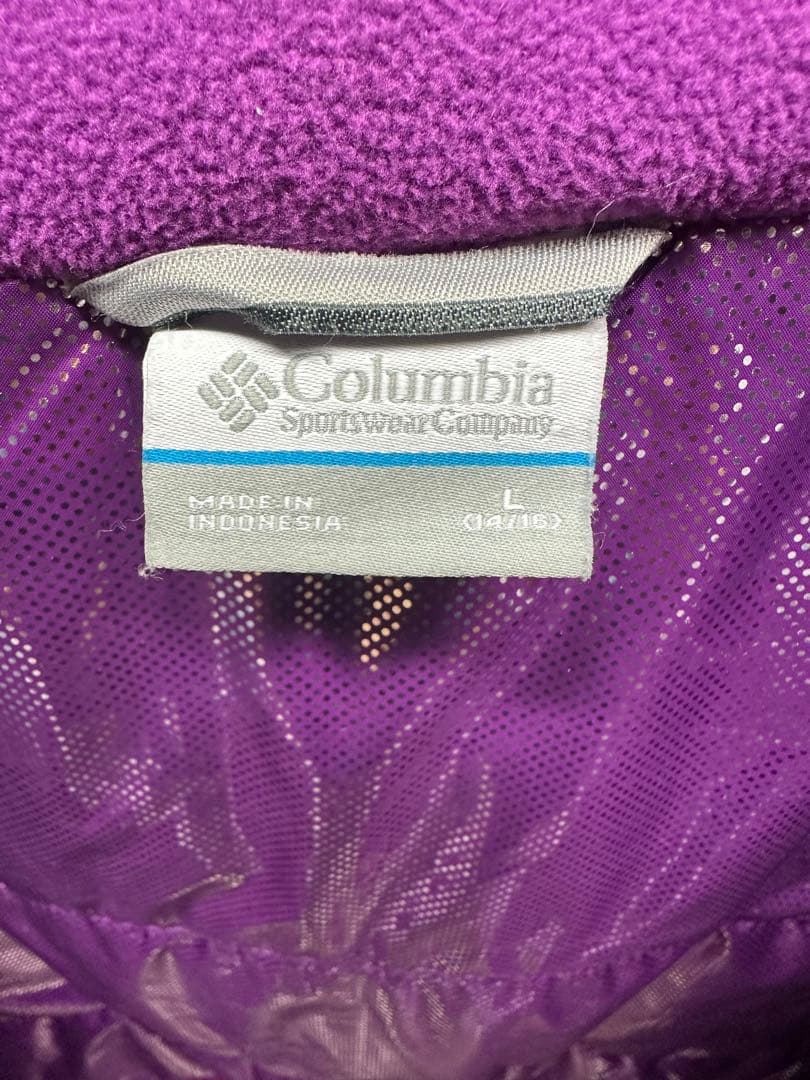 Columbia
Sportswear Company
MADE IN
INDONESIA
L
(14/16)